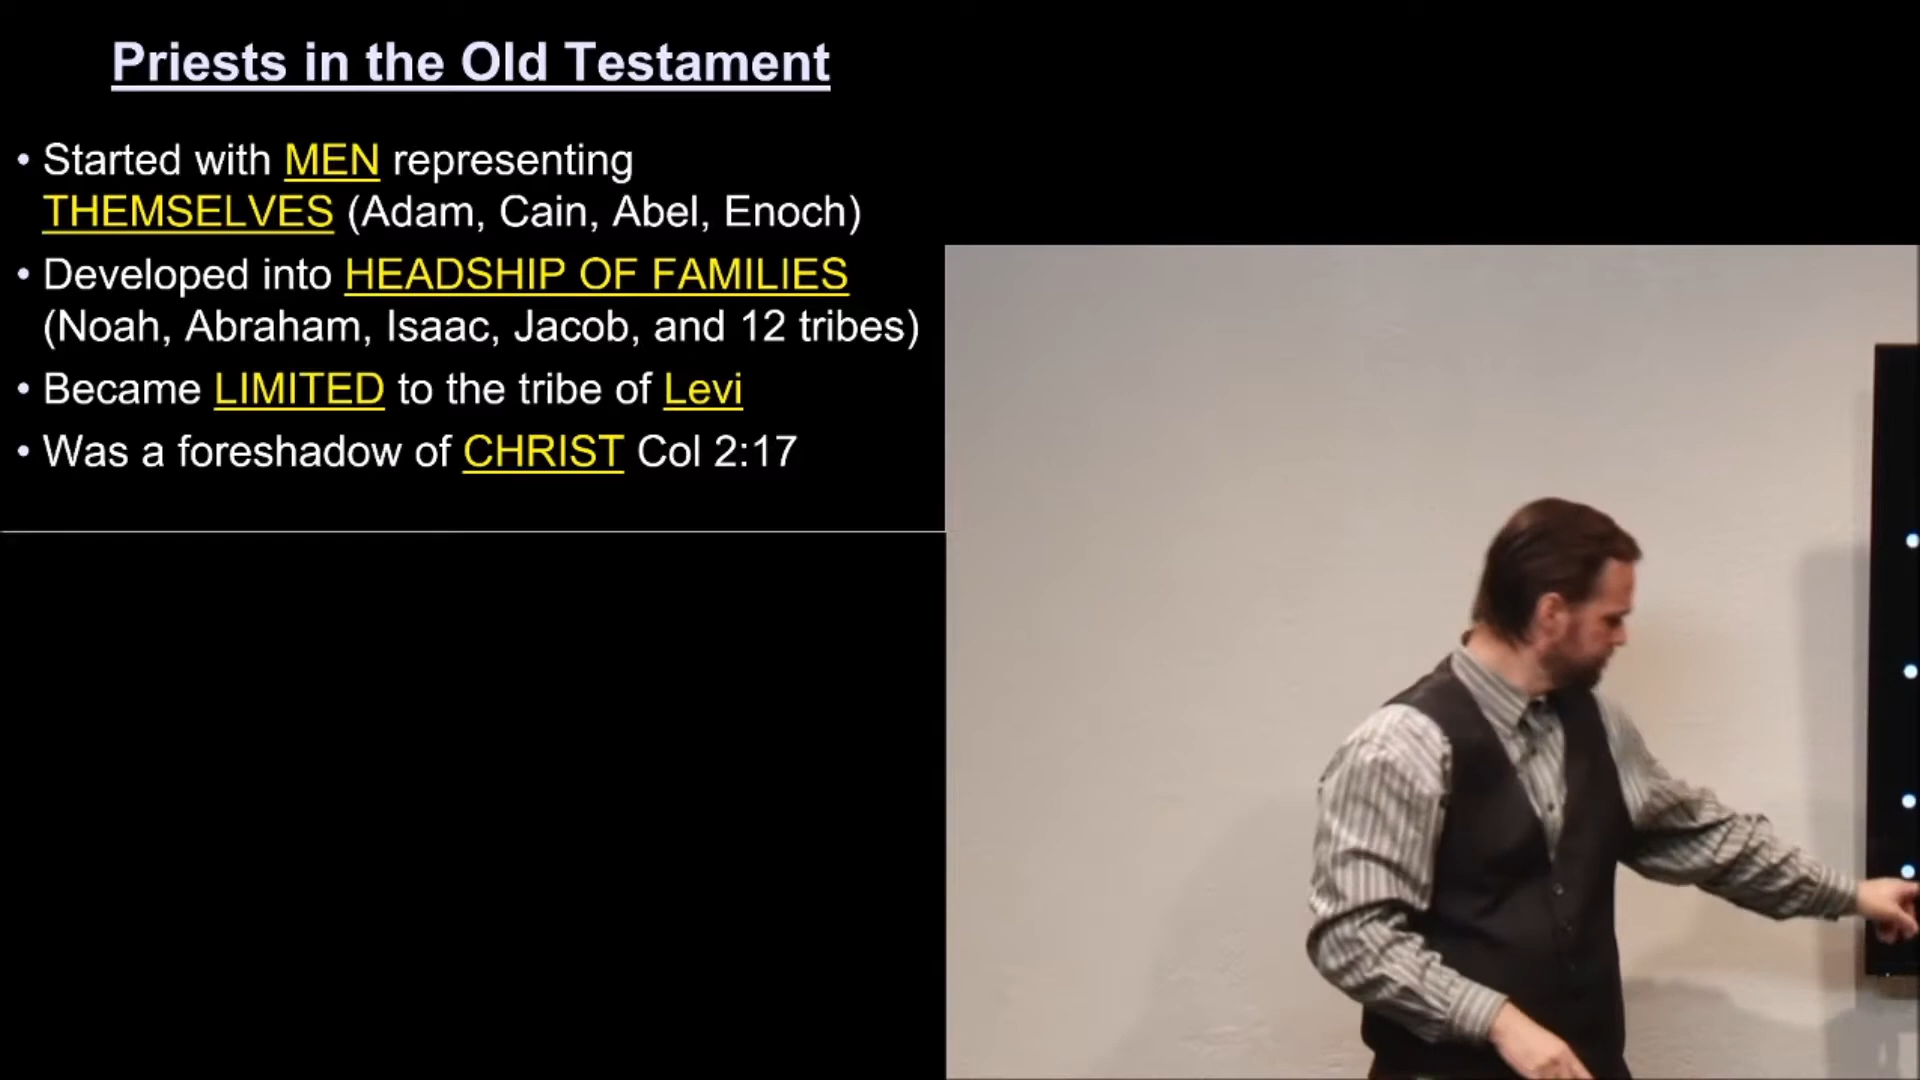 Priests in the Old Testament
• Started with MEN representing
THEMSELVES (Adam, Cain, Abel, Enoch)
• Developed into HEADSHIP OF FAMILIES
(Noah, Abraham, Isaac, Jacob, and 12 tribes)
• Became LIMITED to the tribe of Levi
• Was a foreshadow of CHRIST Col 2:17